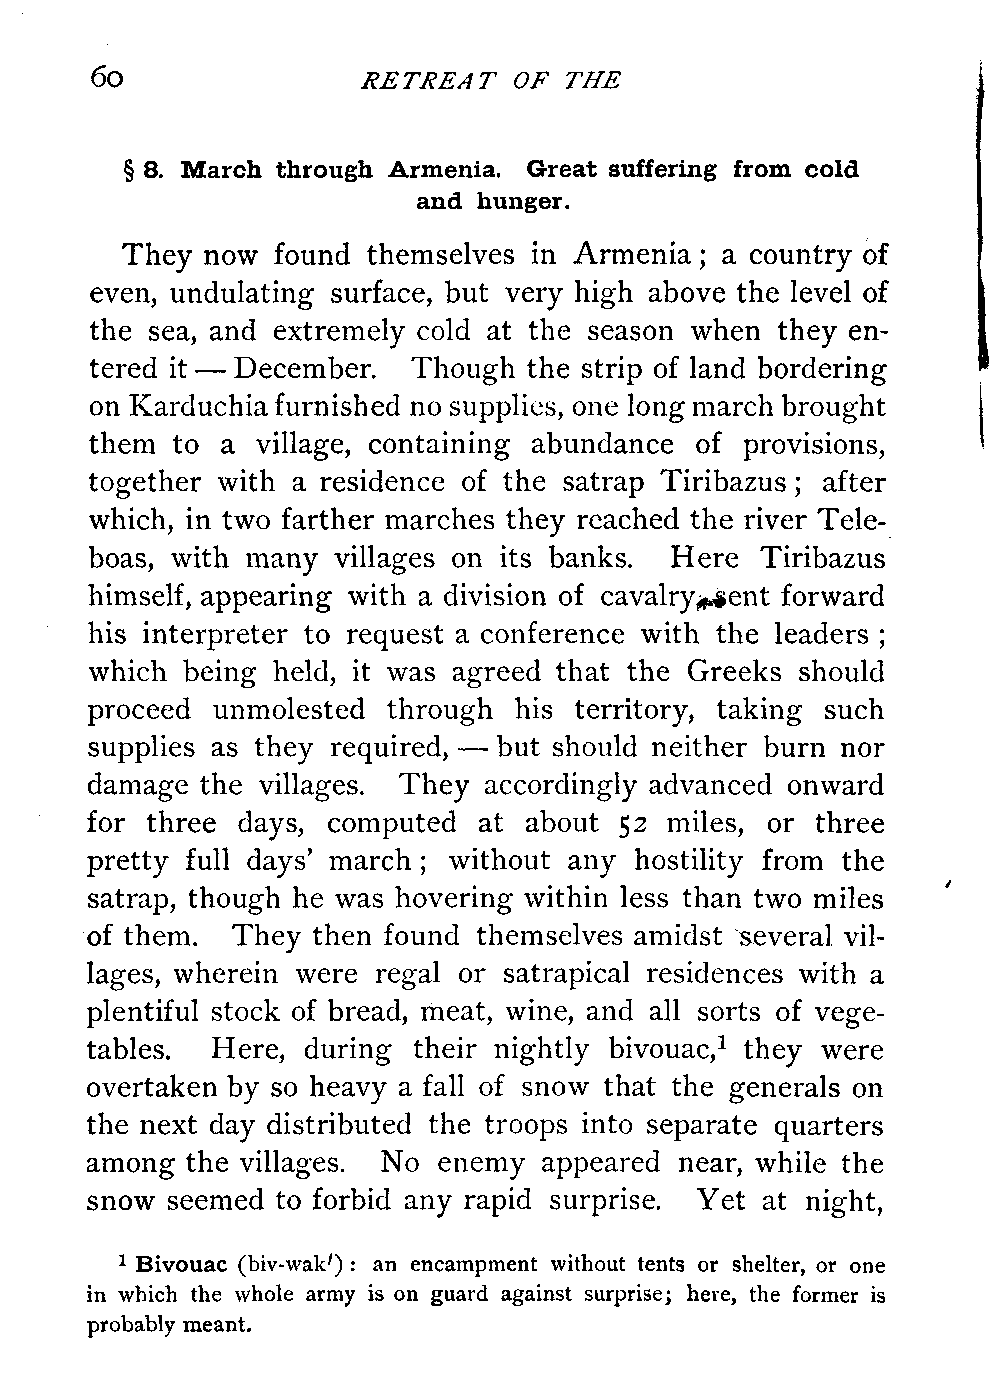 60 RETREAT OF THE
§ 8. March through Armenia. Great suffering from cold
and hunger.
They now found themselves in Armenia; a country of
even, undulating surface, but very high above the level of
the sea, and extremely cold at the season when they en-
tered it — December. Though the strip of land bordering
on Karduchia furnished no supplies, one long march brought
them to a village, containing abundance of provisions,
together with a residence of the satrap Tiribazus; after
which, in two farther marches they reached the river Tele-
boas, with many villages on its banks. Here Tiribazus
himself, appearing with a division of cavalry, sent forward
his interpreter to request a conference with the leaders;
which being held, it was agreed that the Greeks should
proceed unmolested through his territory, taking such
supplies as they required, — but should neither burn nor
damage the villages. They accordingly advanced onward
for three days, computed at about 52 miles, or three
pretty full days' march; without any hostility from the
satrap, though he was hovering within less than two miles
of them. They then found themselves amidst several vil-
lages, wherein were regal or satrapical residences with a
plentiful stock of bread, meat, wine, and all sorts of vege-
tables. Here, during their nightly bivouac,¹ they were
overtaken by so heavy a fall of snow that the generals on
the next day distributed the troops into separate quarters
among the villages. No enemy appeared near, while the
snow seemed to forbid any rapid surprise. Yet at night,
¹ Bivouac (biv-wak′): an encampment without tents or shelter, or one
in which the whole army is on guard against surprise; here, the former is
probably meant.